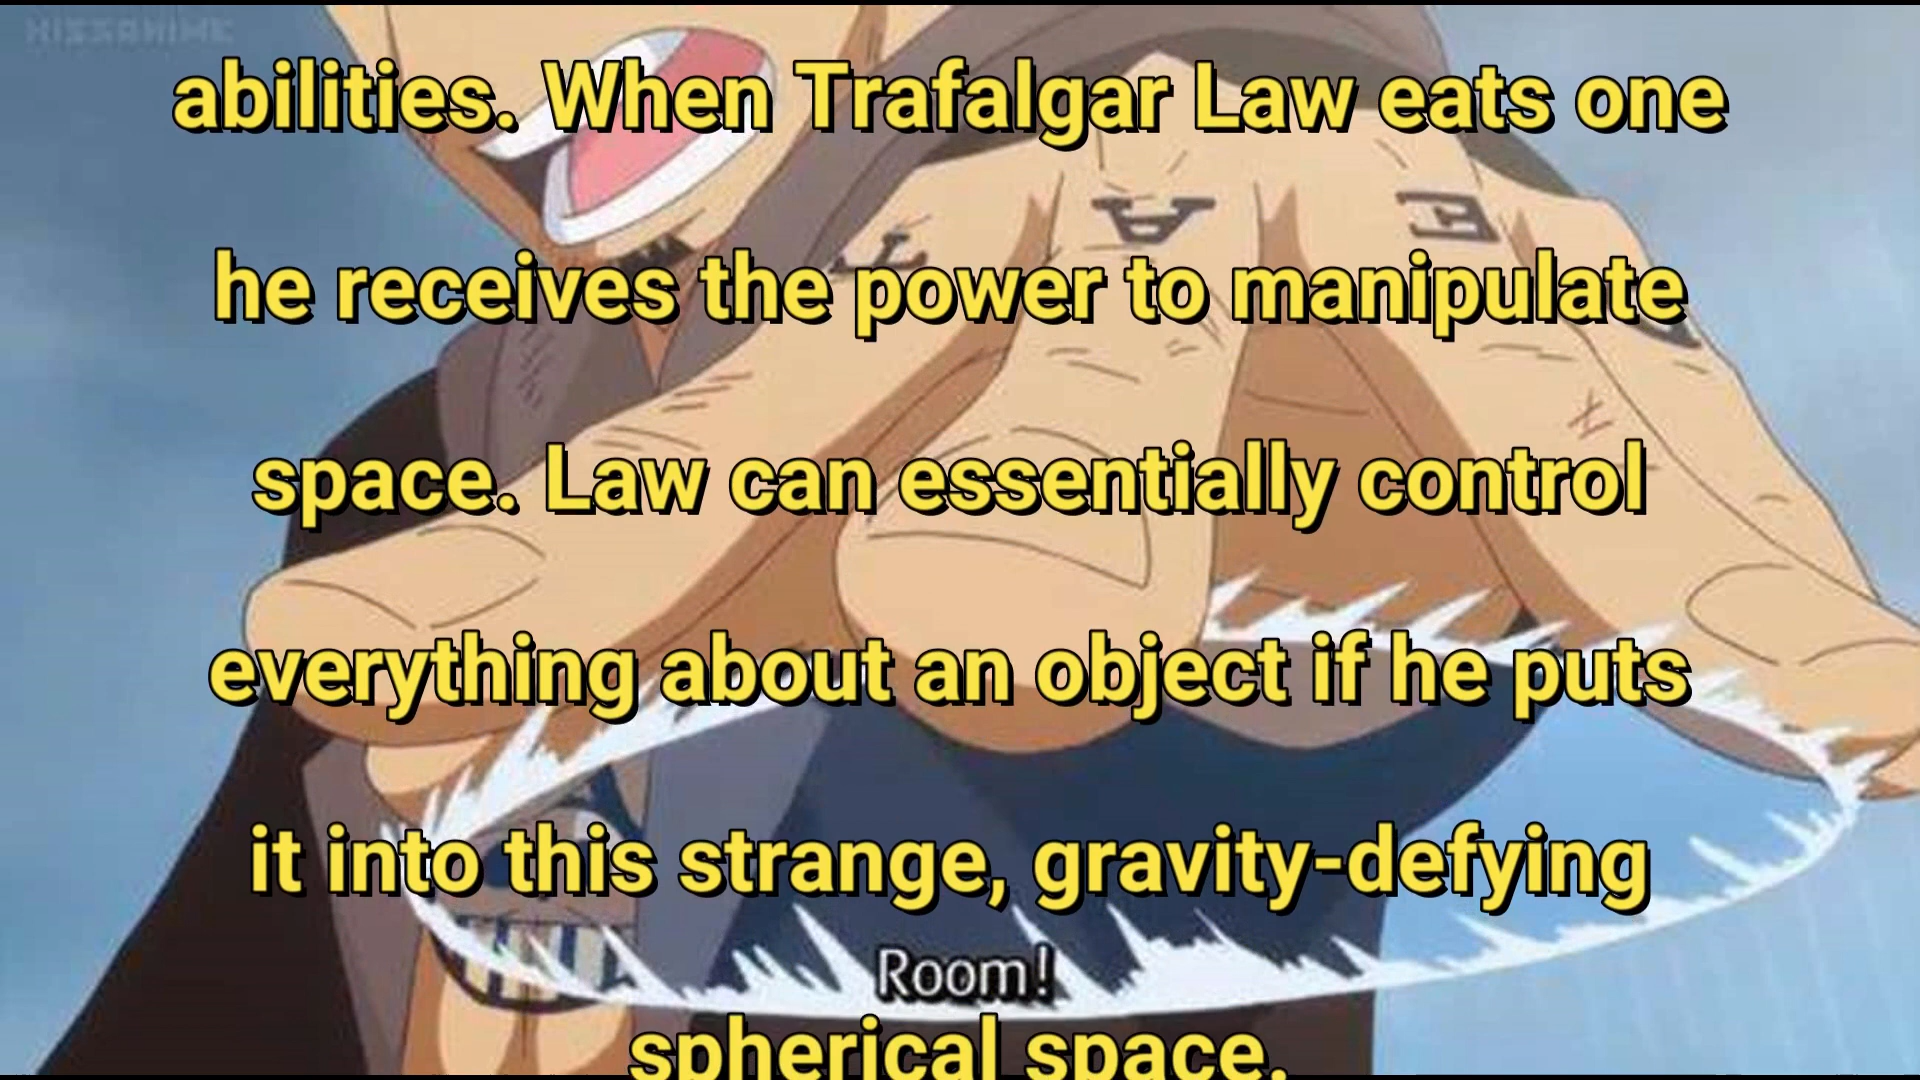 KISSANIME
abilities. When Trafalgar Law eats one
he receives the power to manipulate
space. Law can essentially control
everything about an object if he puts
it into this strange, gravity-defying
Room!
spherical space.